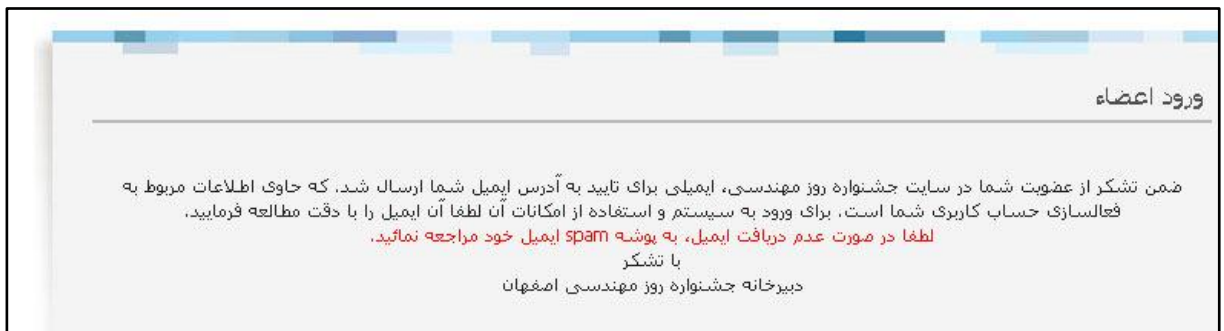 ورود اعضاء
ضمن تشکر از عضویت شما در سایت جشنواره روز مهندسی، ایمیلی برای تایید به آدرس ایمیل شما ارسال شد. که حاوی اطلاعات مربوط به
فعالسازی حساب کاربری شما است. برای ورود به سیستم و استفاده از امکانات آن لطفا آن ایمیل را با دقت مطالعه فرمایید.
لطفا در صورت عدم دریافت ایمیل، به پوشه spam ایمیل خود مراجعه نمائید.
با تشکر
دبیرخانه جشنواره روز مهندسی اصفهان